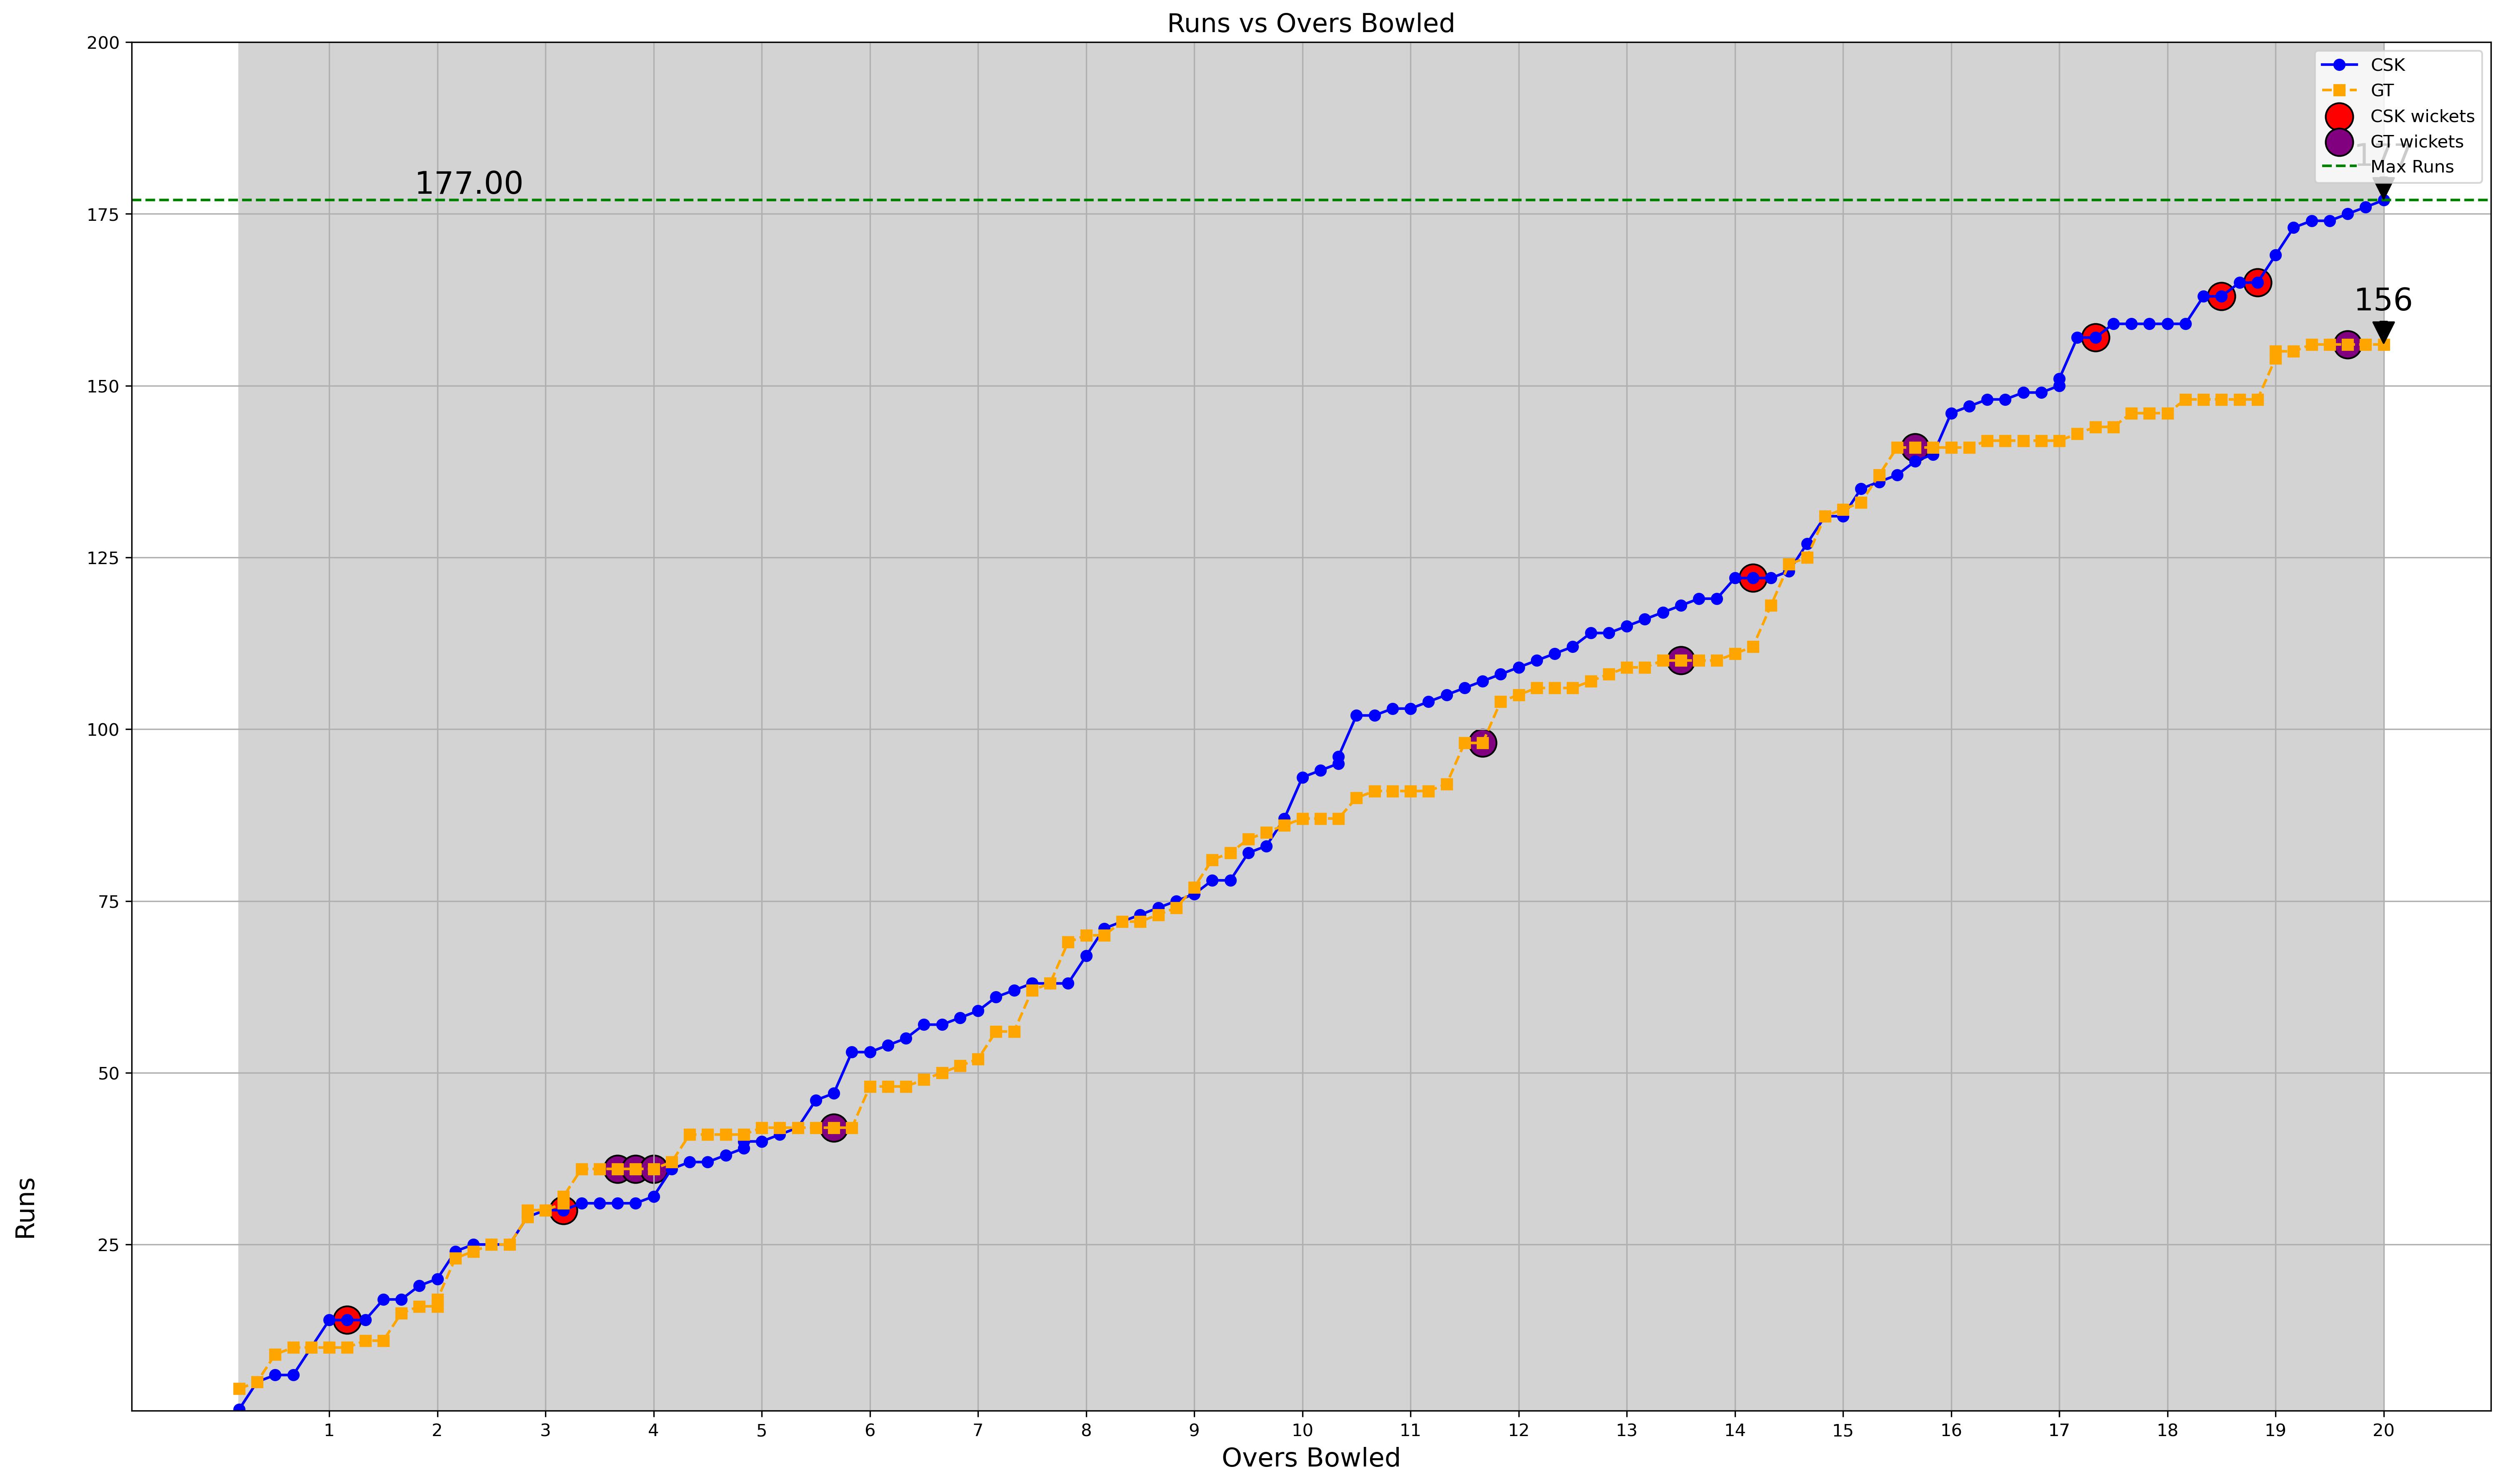 Runs vs Overs Bowled
200
175
150
125
100
75
50
25
Runs
177.00
156
CSK
GT
CSK wickets
GT wickets
Max Runs
1 2 3 4 5 6 7 8 9 10 11 12 13 14 15 16 17 18 19 20
Overs Bowled